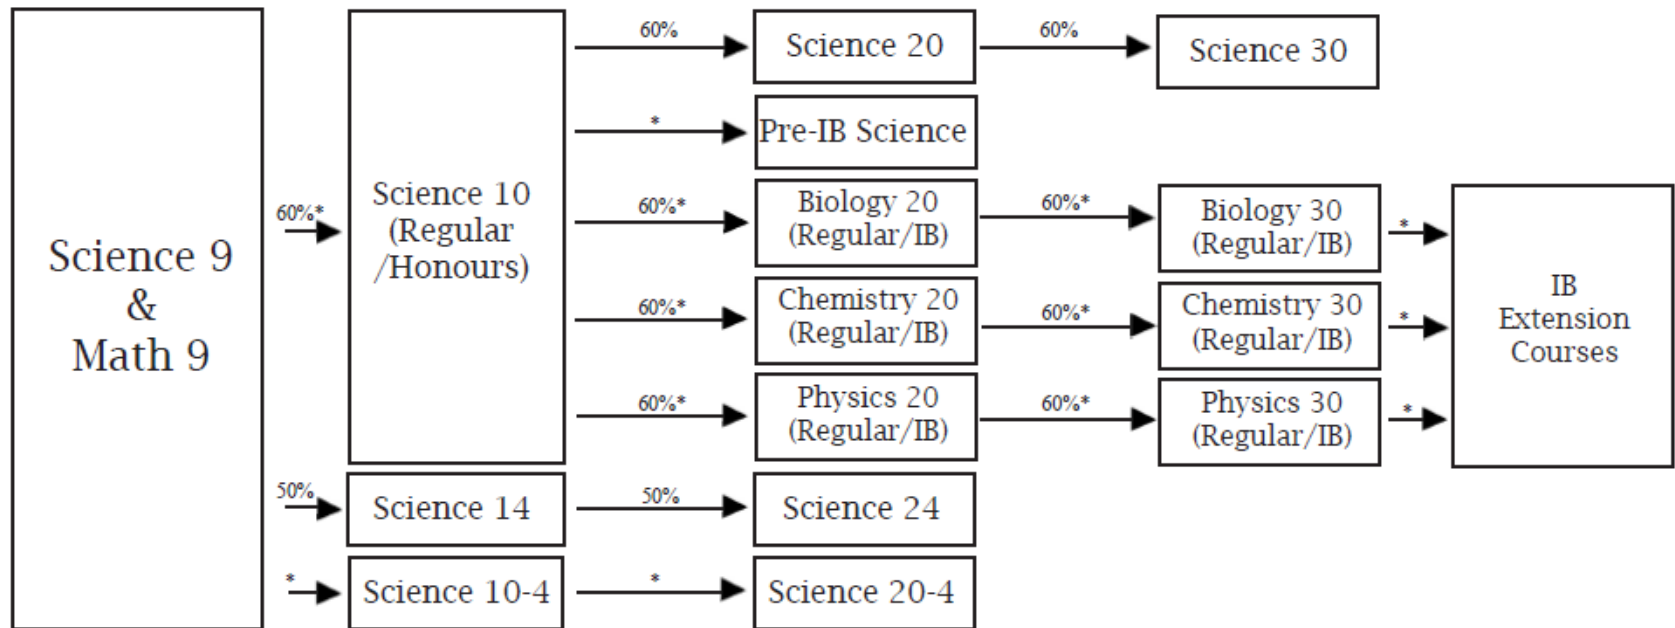 Science 9
&
Math 9
60%*
50%
*
Science 10
(Regular
/Honours)
Science 14
Science 10-4
60%
*
60%*
60%*
60%*
50%
*
Science 20
Pre-IB Science
Biology 20
(Regular/IB)
Chemistry 20
(Regular/IB)
Physics 20
(Regular/IB)
Science 24
Science 20-4
60%
60%*
60%*
60%*
Science 30
Biology 30
(Regular/IB)
Chemistry 30
(Regular/IB)
Physics 30
(Regular/IB)
*
*
*
IB
Extension
Courses